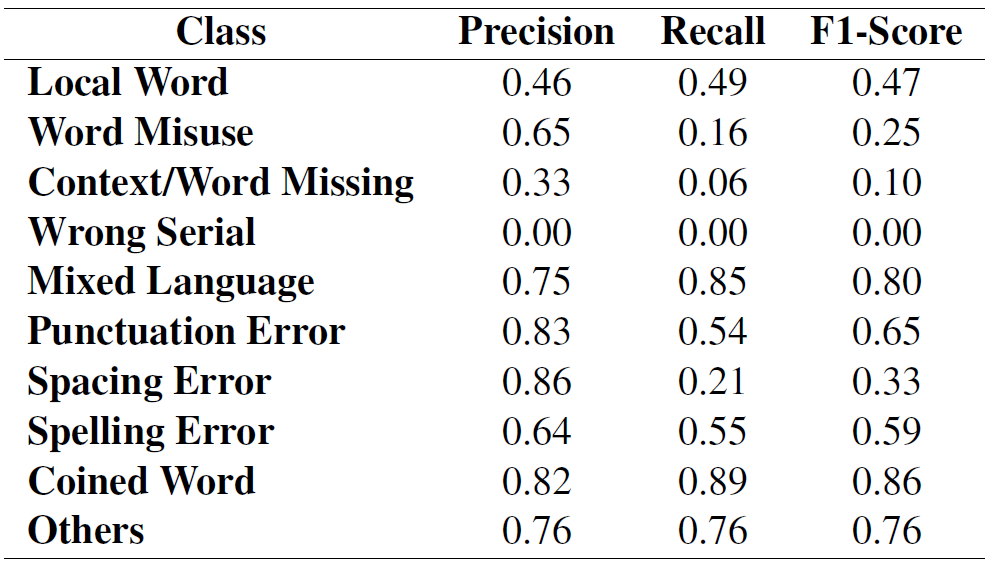 Class Precision Recall F1-Score
Local Word 0.46 0.49 0.47
Word Misuse 0.65 0.16 0.25
Context/Word Missing 0.33 0.06 0.10
Wrong Serial 0.00 0.00 0.00
Mixed Language 0.75 0.85 0.80
Punctuation Error 0.83 0.54 0.65
Spacing Error 0.86 0.21 0.33
Spelling Error 0.64 0.55 0.59
Coined Word 0.82 0.89 0.86
Others 0.76 0.76 0.76